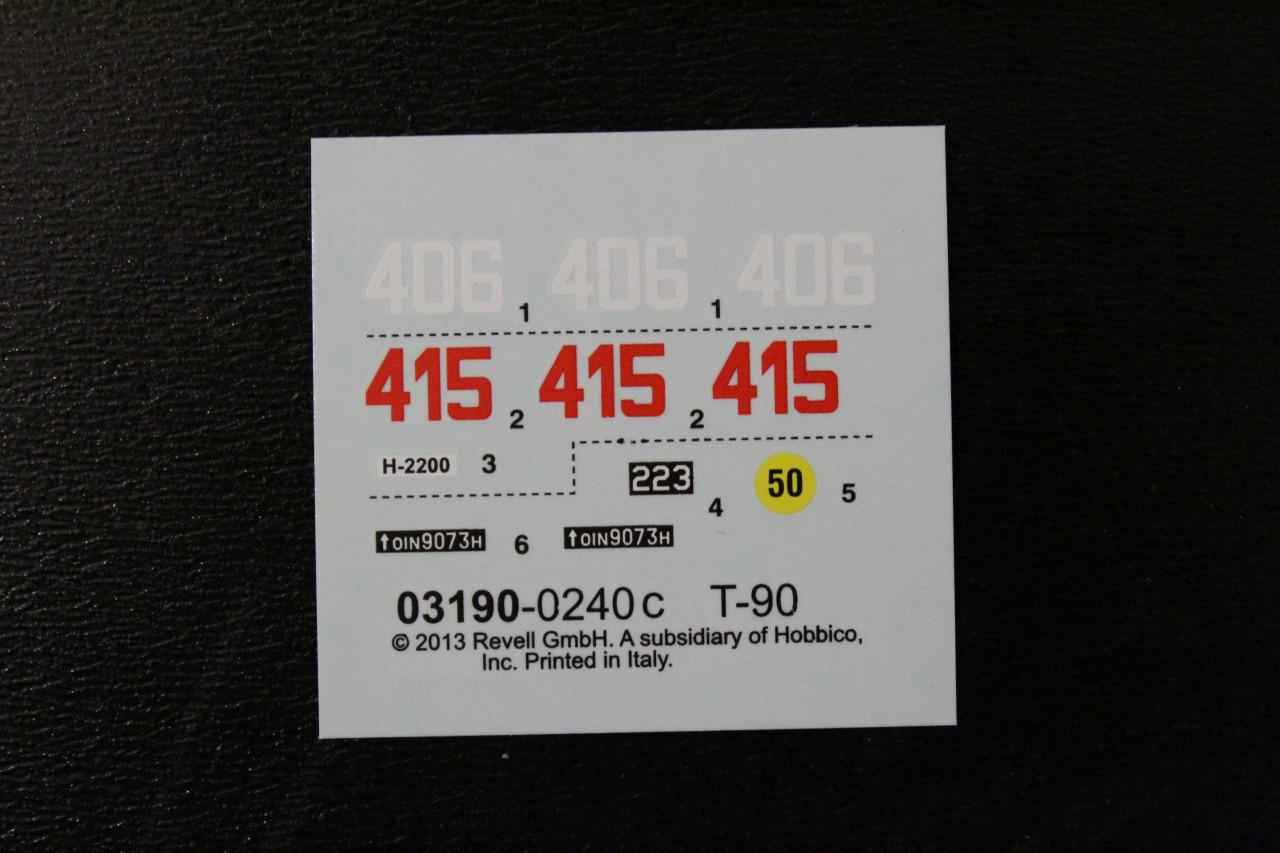 406 406 406
1 1
415 415 415
2 2
H-2200 3
223 4 50 5
↑OIN9073H 6 ↑OIN9073H
03190-0240 C T-90
© 2013 Revell GmbH. A subsidiary of Hobbico,
Inc. Printed in Italy.